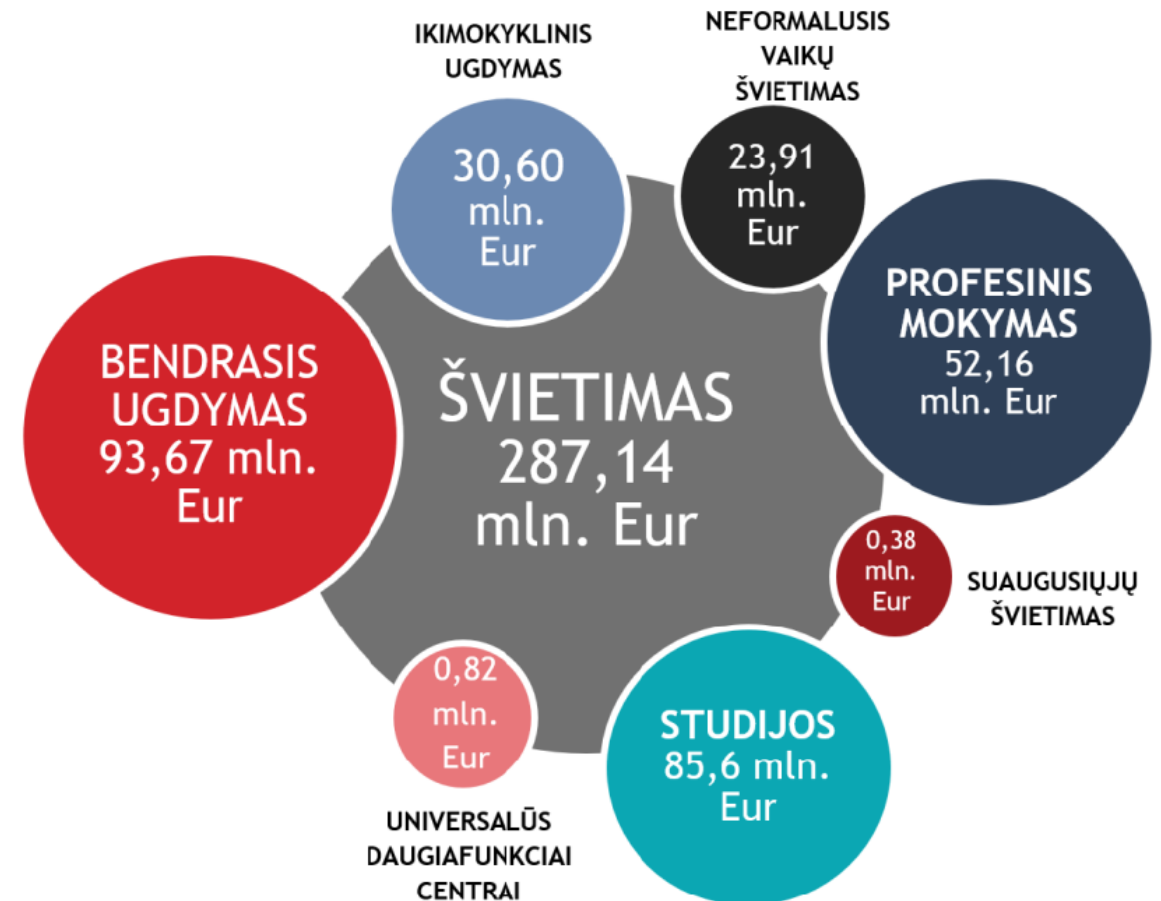 IKIMOKYKLINIS
UGDYMAS
30,60
mln.
Eur
NEFORMALUSIS
VAIKŲ
ŠVIETIMAS
23,91
mln.
Eur
PROFESINIS
MOKYMAS
52,16
mln. Eur
BENDRASIS
UGDYMAS
93,67 mln.
Eur
ŠVIETIMAS
287,14
mln. Eur
0,38
mln.
Eur
SUAUGUSIŲJŲ
ŠVIETIMAS
0,82
mln.
Eur
UNIVERSALŪS
DAUGIAFUNKCIAI
CENTRAI
STUDIJOS
85,6 mln.
Eur